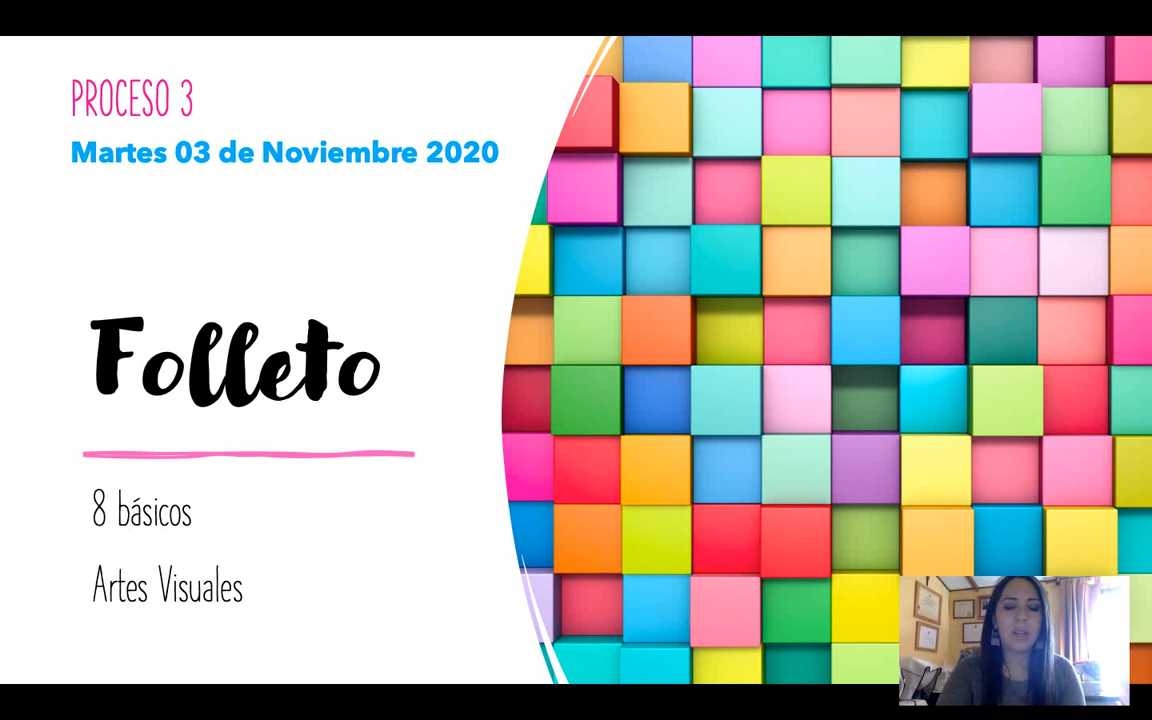 PROCESO 3
Martes 03 de Noviembre 2020
Folleto
8 básicos
Artes Visuales